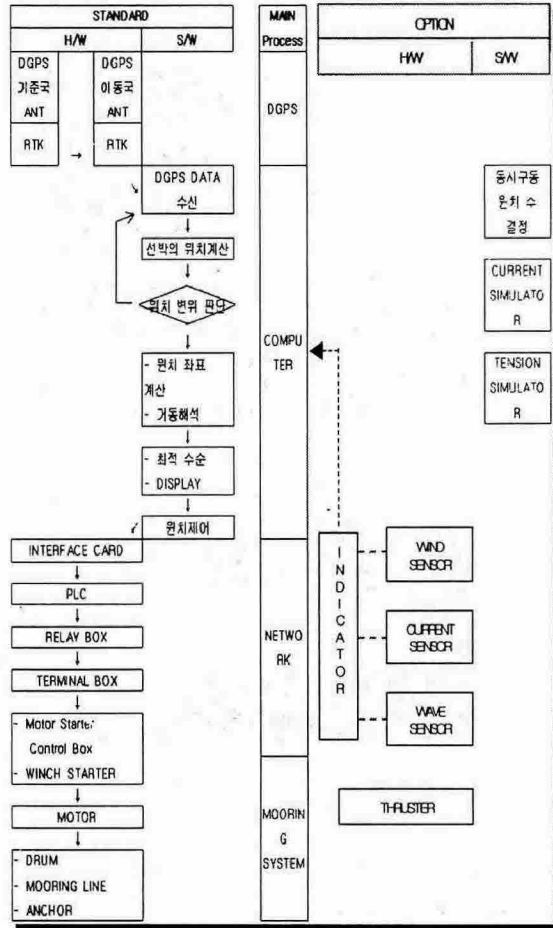 STANDARD
H/W
S/W
DGPS
기준국
ANT
RTK
DGPS
이동국
ANT
RTK
DGPS DATA
수신
선박의 위치계산
위치 변위 판단
- 윈치 좌표
계산
- 거동해석
- 최적 수순
- DISPLAY
윈치제어
INTERFACE CARD
PLC
RELAY BOX
TERMINAL BOX
- Motor Starter
Control Box
- WINCH STARTER
MOTOR
- DRUM
- MOORING LINE
- ANCHOR
MAIN
Process
DGPS
COMPU
TER
NETWO
RK
MOORIN
G
SYSTEM
OPTION
H/W
S/W
동시구동
윈치 수
결정
CURRENT
SIMULATO
R
TENSION
SIMULATO
R
I
N
D
I
C
A
T
O
R
WIND
SENSOR
CURRENT
SENSOR
WAVE
SENSOR
THRUSTER